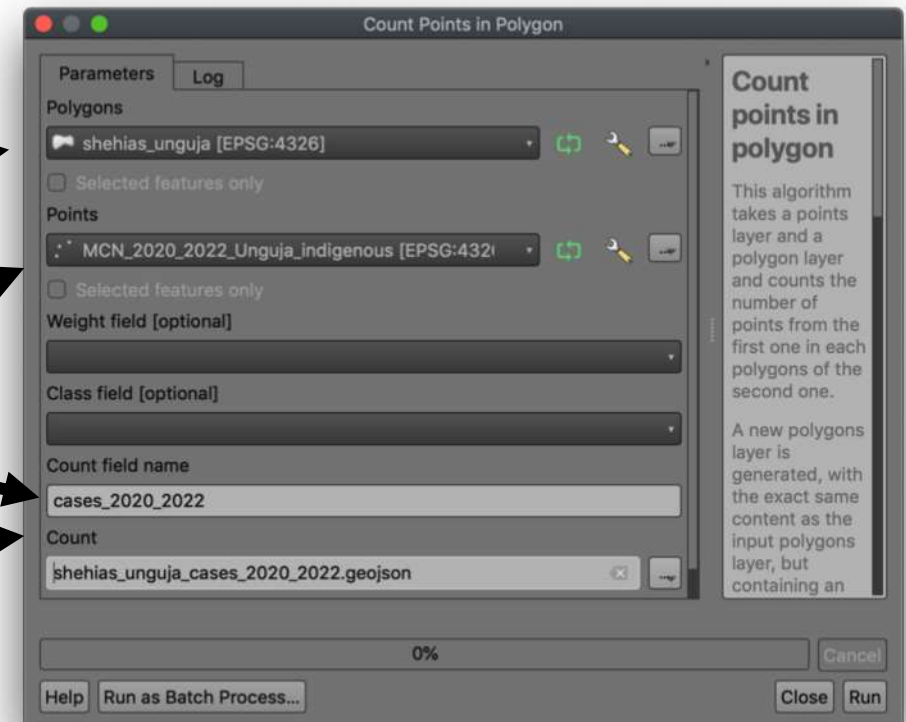 Count Points in Polygon
Parameters
Log
Polygons
shehias_unguja [EPSG:4326]
Selected features only
Points
MCN_2020_2022_Unguja_indigenous [EPSG:432
Selected features only
Weight field [optional]
Class field [optional]
Count field name
cases_2020_2022
Count
shehias_unguja_cases_2020_2022.geojson
Count
points in
polygon
This algorithm
takes a points
layer and a
polygon layer
and counts the
number of
points from the
first one in each
polygons of the
second one.
A new polygons
layer is
generated, with
the exact same
content as the
input polygons
layer, but
containing an
0%
Cancel
Help
Run as Batch Process...
Close
Run